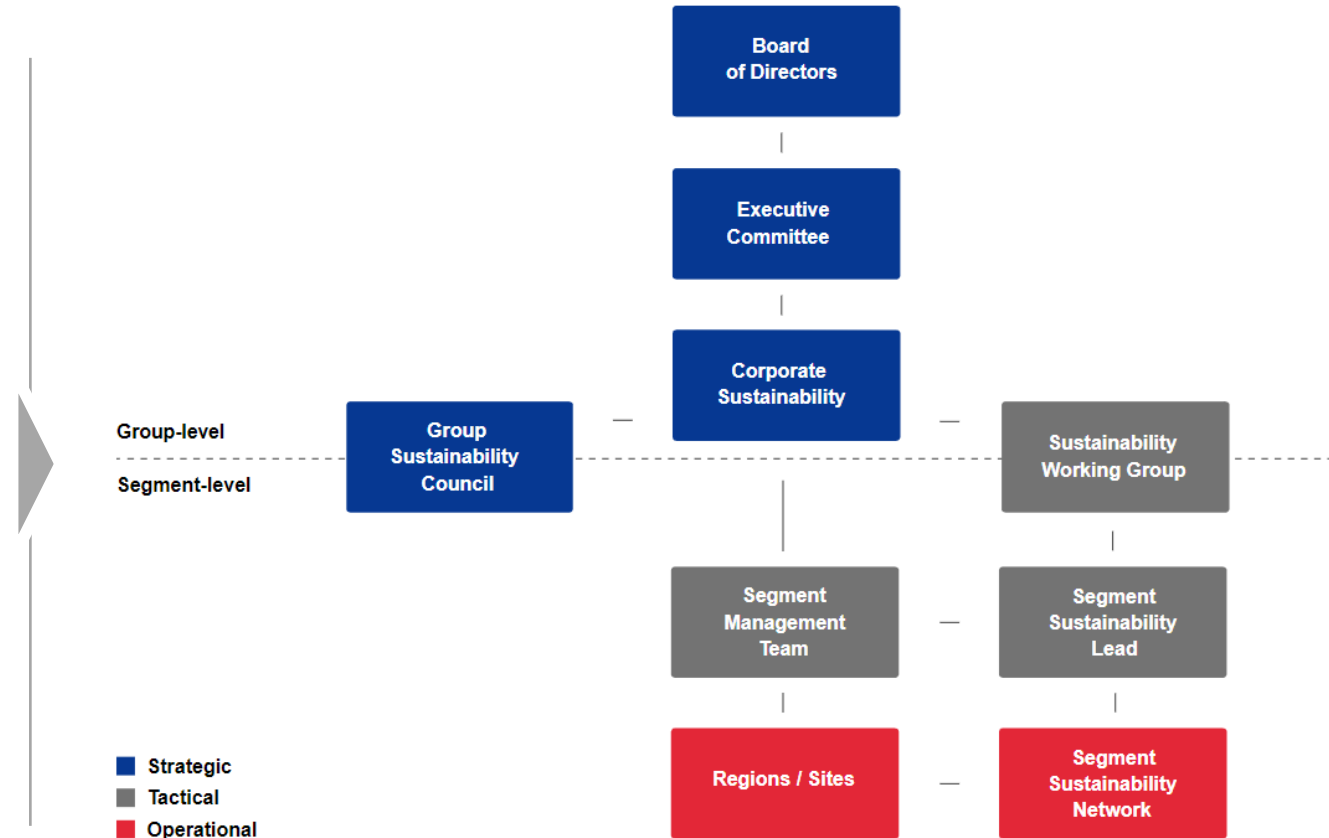 Board
of Directors
Executive
Committee
Corporate
Sustainability
Group-level
Segment-level
Group
Sustainability
Council
Sustainability
Working Group
Segment
Management
Team
Segment
Sustainability
Lead
Regions / Sites
Segment
Sustainability
Network
Strategic
Tactical
Operational